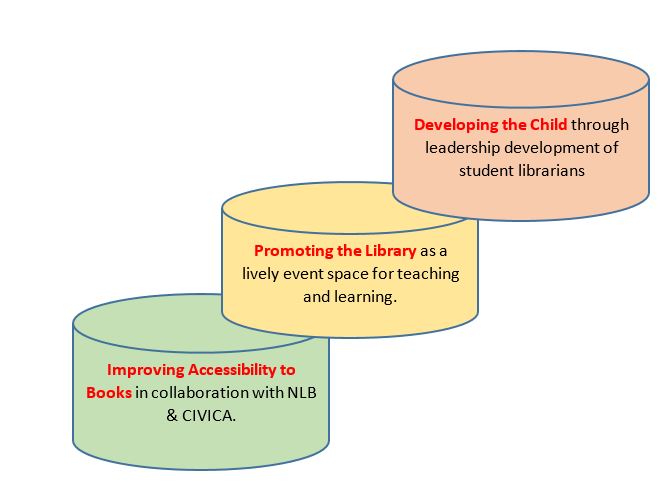 Developing the Child through
leadership development of
student librarians
Promoting the Library as a
lively event space for teaching
and learning.
Improving Accessibility to
Books in collaboration with NLB
& CIVICA.